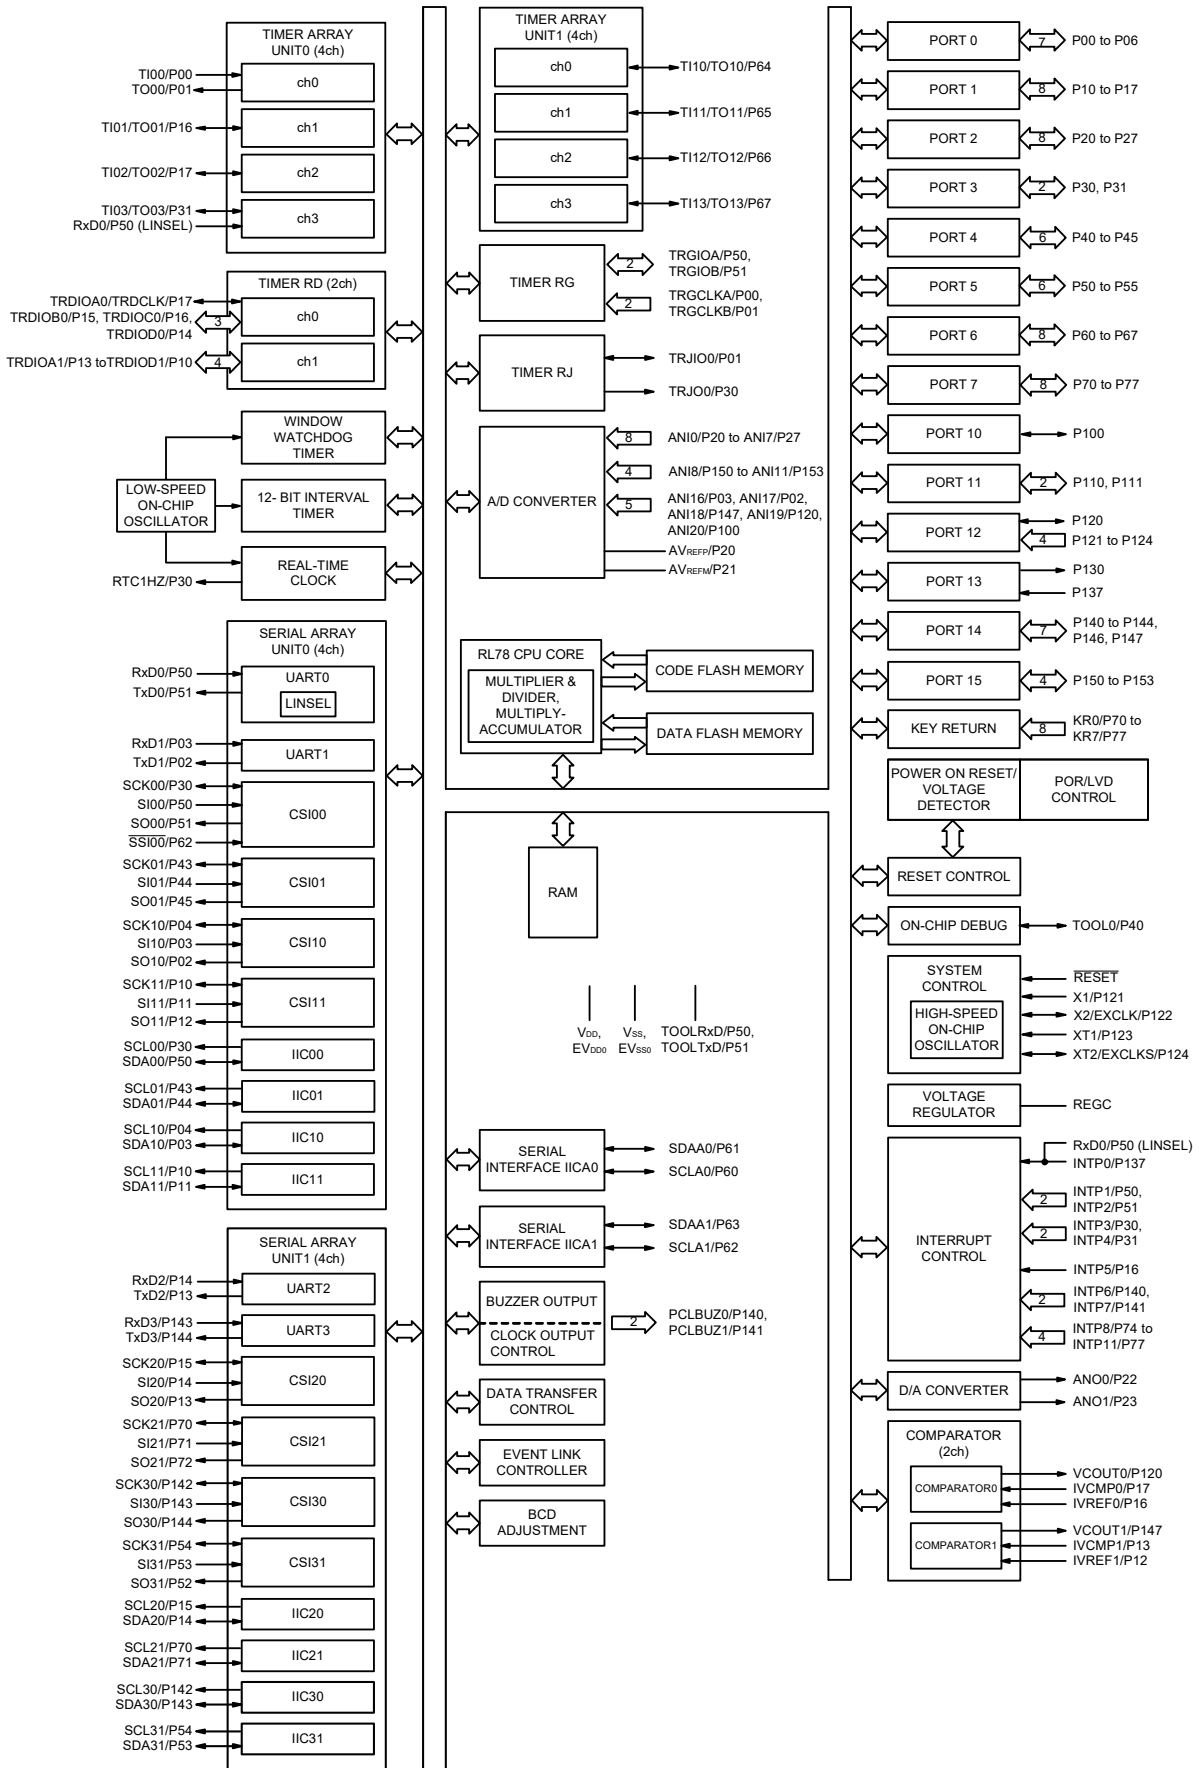 TIMER ARRAY
UNIT0 (4ch)
TI00/P00
TO00/P01
ch0
TI01/TO01/P16
ch1
TI02/TO02/P17
ch2
TI03/TO03/P31
RxD0/P50 (LINSEL)
ch3
TIMER RD (2ch)
TRDIOA0/TRDCLK/P17
TRDIOB0/P15, TRDIOC0/P16,
TRDIOD0/P14
3
ch0
TRDIOA1/P13 toTRDIOD1/P10
4
ch1
WINDOW
WATCHDOG
TIMER
LOW-SPEED
ON-CHIP
OSCILLATOR
12- BIT INTERVAL
TIMER
REAL-TIME
CLOCK
RTC1HZ/P30
SERIAL ARRAY
UNIT0 (4ch)
RxD0/P50
TxD0/P51
UART0
LINSEL
RxD1/P03
TxD1/P02
UART1
SCK00/P30
SI00/P50
SO00/P51
SSI00/P62
CSI00
SCK01/P43
SI01/P44
SO01/P45
CSI01
SCK10/P04
SI10/P03
SO10/P02
CSI10
SCK11/P10
SI11/P11
SO11/P12
CSI11
SCL00/P30
SDA00/P50
IIC00
SCL01/P43
SDA01/P44
IIC01
SCL10/P04
SDA10/P03
IIC10
SCL11/P10
SDA11/P11
IIC11
SERIAL ARRAY
UNIT1 (4ch)
RxD2/P14
TxD2/P13
UART2
RxD3/P143
TxD3/P144
UART3
SCK20/P15
SI20/P14
SO20/P13
CSI20
SCK21/P70
SI21/P71
SO21/P72
CSI21
SCK30/P142
SI30/P143
SO30/P144
CSI30
SCK31/P54
SI31/P53
SO31/P52
CSI31
SCL20/P15
SDA20/P14
IIC20
SCL21/P70
SDA21/P71
IIC21
SCL30/P142
SDA30/P143
IIC30
SCL31/P54
SDA31/P53
IIC31
TIMER ARRAY
UNIT1 (4ch)
ch0
TI10/TO10/P64
ch1
TI11/TO11/P65
ch2
TI12/TO12/P66
ch3
TI13/TO13/P67
TIMER RG
2
TRGIOA/P50,
TRGIOB/P51
2
TRGCLKA/P00,
TRGCLKB/P01
TIMER RJ
TRJIO0/P01
TRJO0/P30
A/D CONVERTER
8
ANI0/P20 to ANI7/P27
4
ANI8/P150 to ANI11/P153
5
ANI16/P03, ANI17/P02,
ANI18/P147, ANI19/P120,
ANI20/P100
AVREFP/P20
AVREFM/P21
RL78 CPU CORE
MULTIPLIER &
DIVIDER,
MULTIPLY-
ACCUMULATOR
CODE FLASH MEMORY
DATA FLASH MEMORY
RAM
VDD,
EVDD0
VSS,
EVSS0
TOOLRxD/P50,
TOOLTxD/P51
SERIAL
INTERFACE IICA0
SDAA0/P61
SCLA0/P60
SERIAL
INTERFACE IICA1
SDAA1/P63
SCLA1/P62
BUZZER OUTPUT
CLOCK OUTPUT
CONTROL
2
PCLBUZ0/P140,
PCLBUZ1/P141
DATA TRANSFER
CONTROL
EVENT LINK
CONTROLLER
BCD
ADJUSTMENT
PORT 0
7
P00 to P06
PORT 1
8
P10 to P17
PORT 2
8
P20 to P27
PORT 3
2
P30, P31
PORT 4
6
P40 to P45
PORT 5
6
P50 to P55
PORT 6
8
P60 to P67
PORT 7
8
P70 to P77
PORT 10
P100
PORT 11
2
P110, P111
PORT 12
P120
4
P121 to P124
PORT 13
P130
P137
PORT 14
7
P140 to P144,
P146, P147
PORT 15
4
P150 to P153
KEY RETURN
8
KR0/P70 to
KR7/P77
POWER ON RESET/
VOLTAGE
DETECTOR
POR/LVD
CONTROL
RESET CONTROL
ON-CHIP DEBUG
TOOL0/P40
SYSTEM
CONTROL
HIGH-SPEED
ON-CHIP
OSCILLATOR
RESET
X1/P121
X2/EXCLK/P122
XT1/P123
XT2/EXCLKS/P124
VOLTAGE
REGULATOR
REGC
INTERRUPT
CONTROL
RxD0/P50 (LINSEL)
INTP0/P137
2
INTP1/P50,
INTP2/P51
2
INTP3/P30,
INTP4/P31
INTP5/P16
2
INTP6/P140,
INTP7/P141
4
INTP8/P74 to
INTP11/P77
D/A CONVERTER
ANO0/P22
ANO1/P23
COMPARATOR
(2ch)
COMPARATOR0
VCOUT0/P120
IVCMP0/P17
IVREF0/P16
COMPARATOR1
VCOUT1/P147
IVCMP1/P13
IVREF1/P12